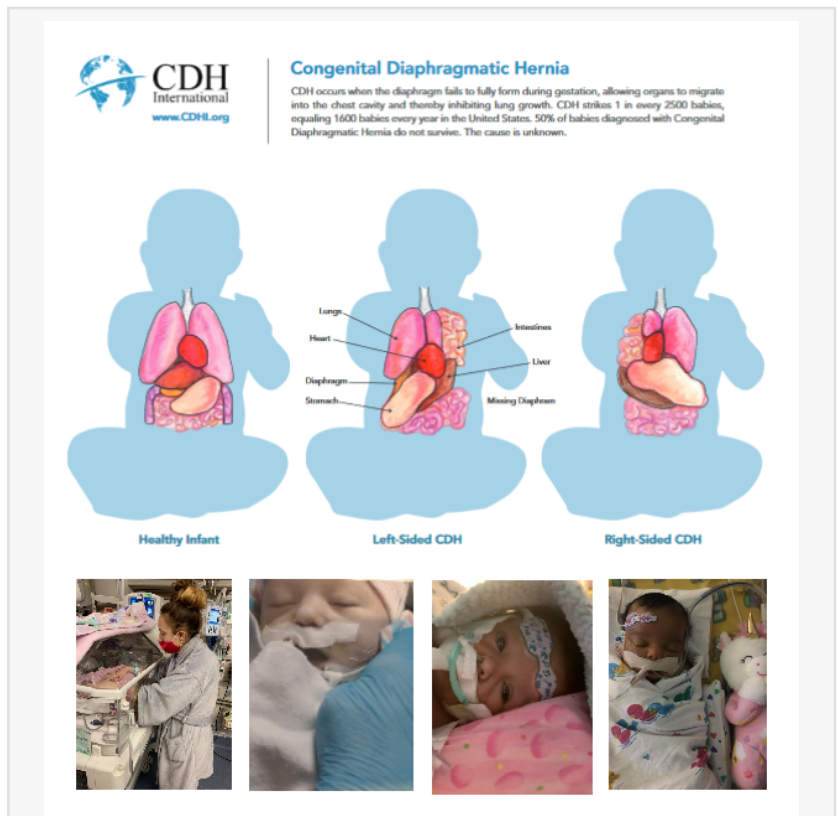 CDH
International
www.CDHI.org
Congenital Diaphragmatic Hernia
CDH occurs when the diaphragm fails to fully form during gestation, allowing organs to migrate
into the chest cavity and thereby inhibiting lung growth. CDH strikes 1 in every 2500 babies,
equaling 1600 babies every year in the United States. 50% of babies diagnosed with Congenital
Diaphragmatic Hernia do not survive. The cause is unknown.
Lungs
Intestines
Heart
Liver
Diaphragm
Stomach
Missing Diaphram
Healthy Infant
Left-Sided CDH
Right-Sided CDH